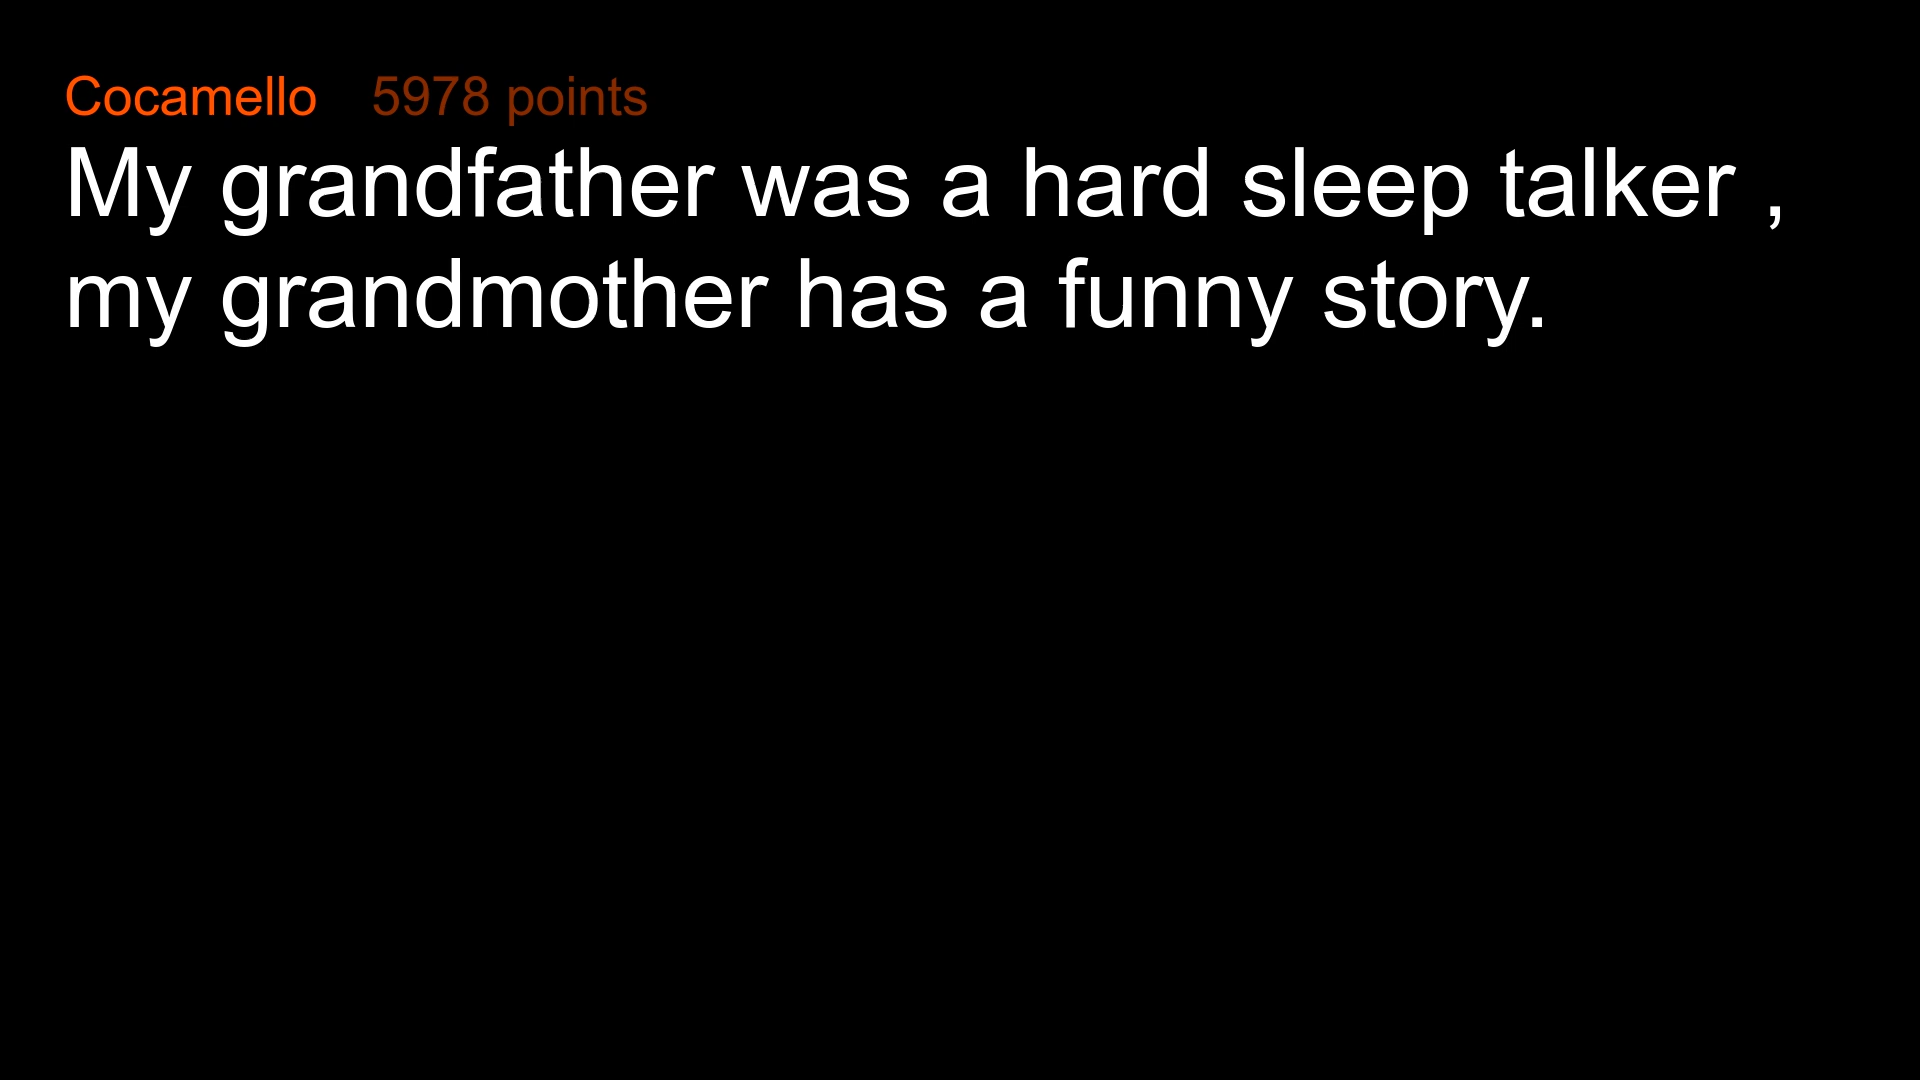 Cocamello 5978 points
My grandfather was a hard sleep talker ,
my grandmother has a funny story.